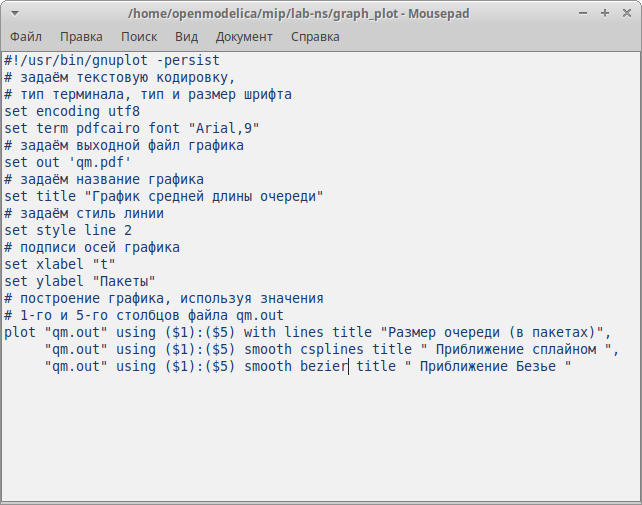 /home/openmodelica/mip/lab-ns/graph_plot - Mousepad
Файл Правка Поиск Вид Документ Справка
#!/usr/bin/gnuplot -persist
# задаём текстовую кодировку,
# тип терминала, тип и размер шрифта
set encoding utf8
set term pdfcairo font "Arial,9"
# задаём выходной файл графика
set out 'qm.pdf'
# задаём название графика
set title "График средней длины очереди"
# задаём стиль линии
set style line 2
# подписи осей графика
set xlabel "t"
set ylabel "Пакеты"
# построение графика, используя значения
# 1-го и 5-го столбцов файла qm.out
plot "qm.out" using ($1):($5) with lines title "Размер очереди (в пакетах)",
     "qm.out" using ($1):($5) smooth csplines title " Приближение сплайном ",
     "qm.out" using ($1):($5) smooth bezier title " Приближение Безье "